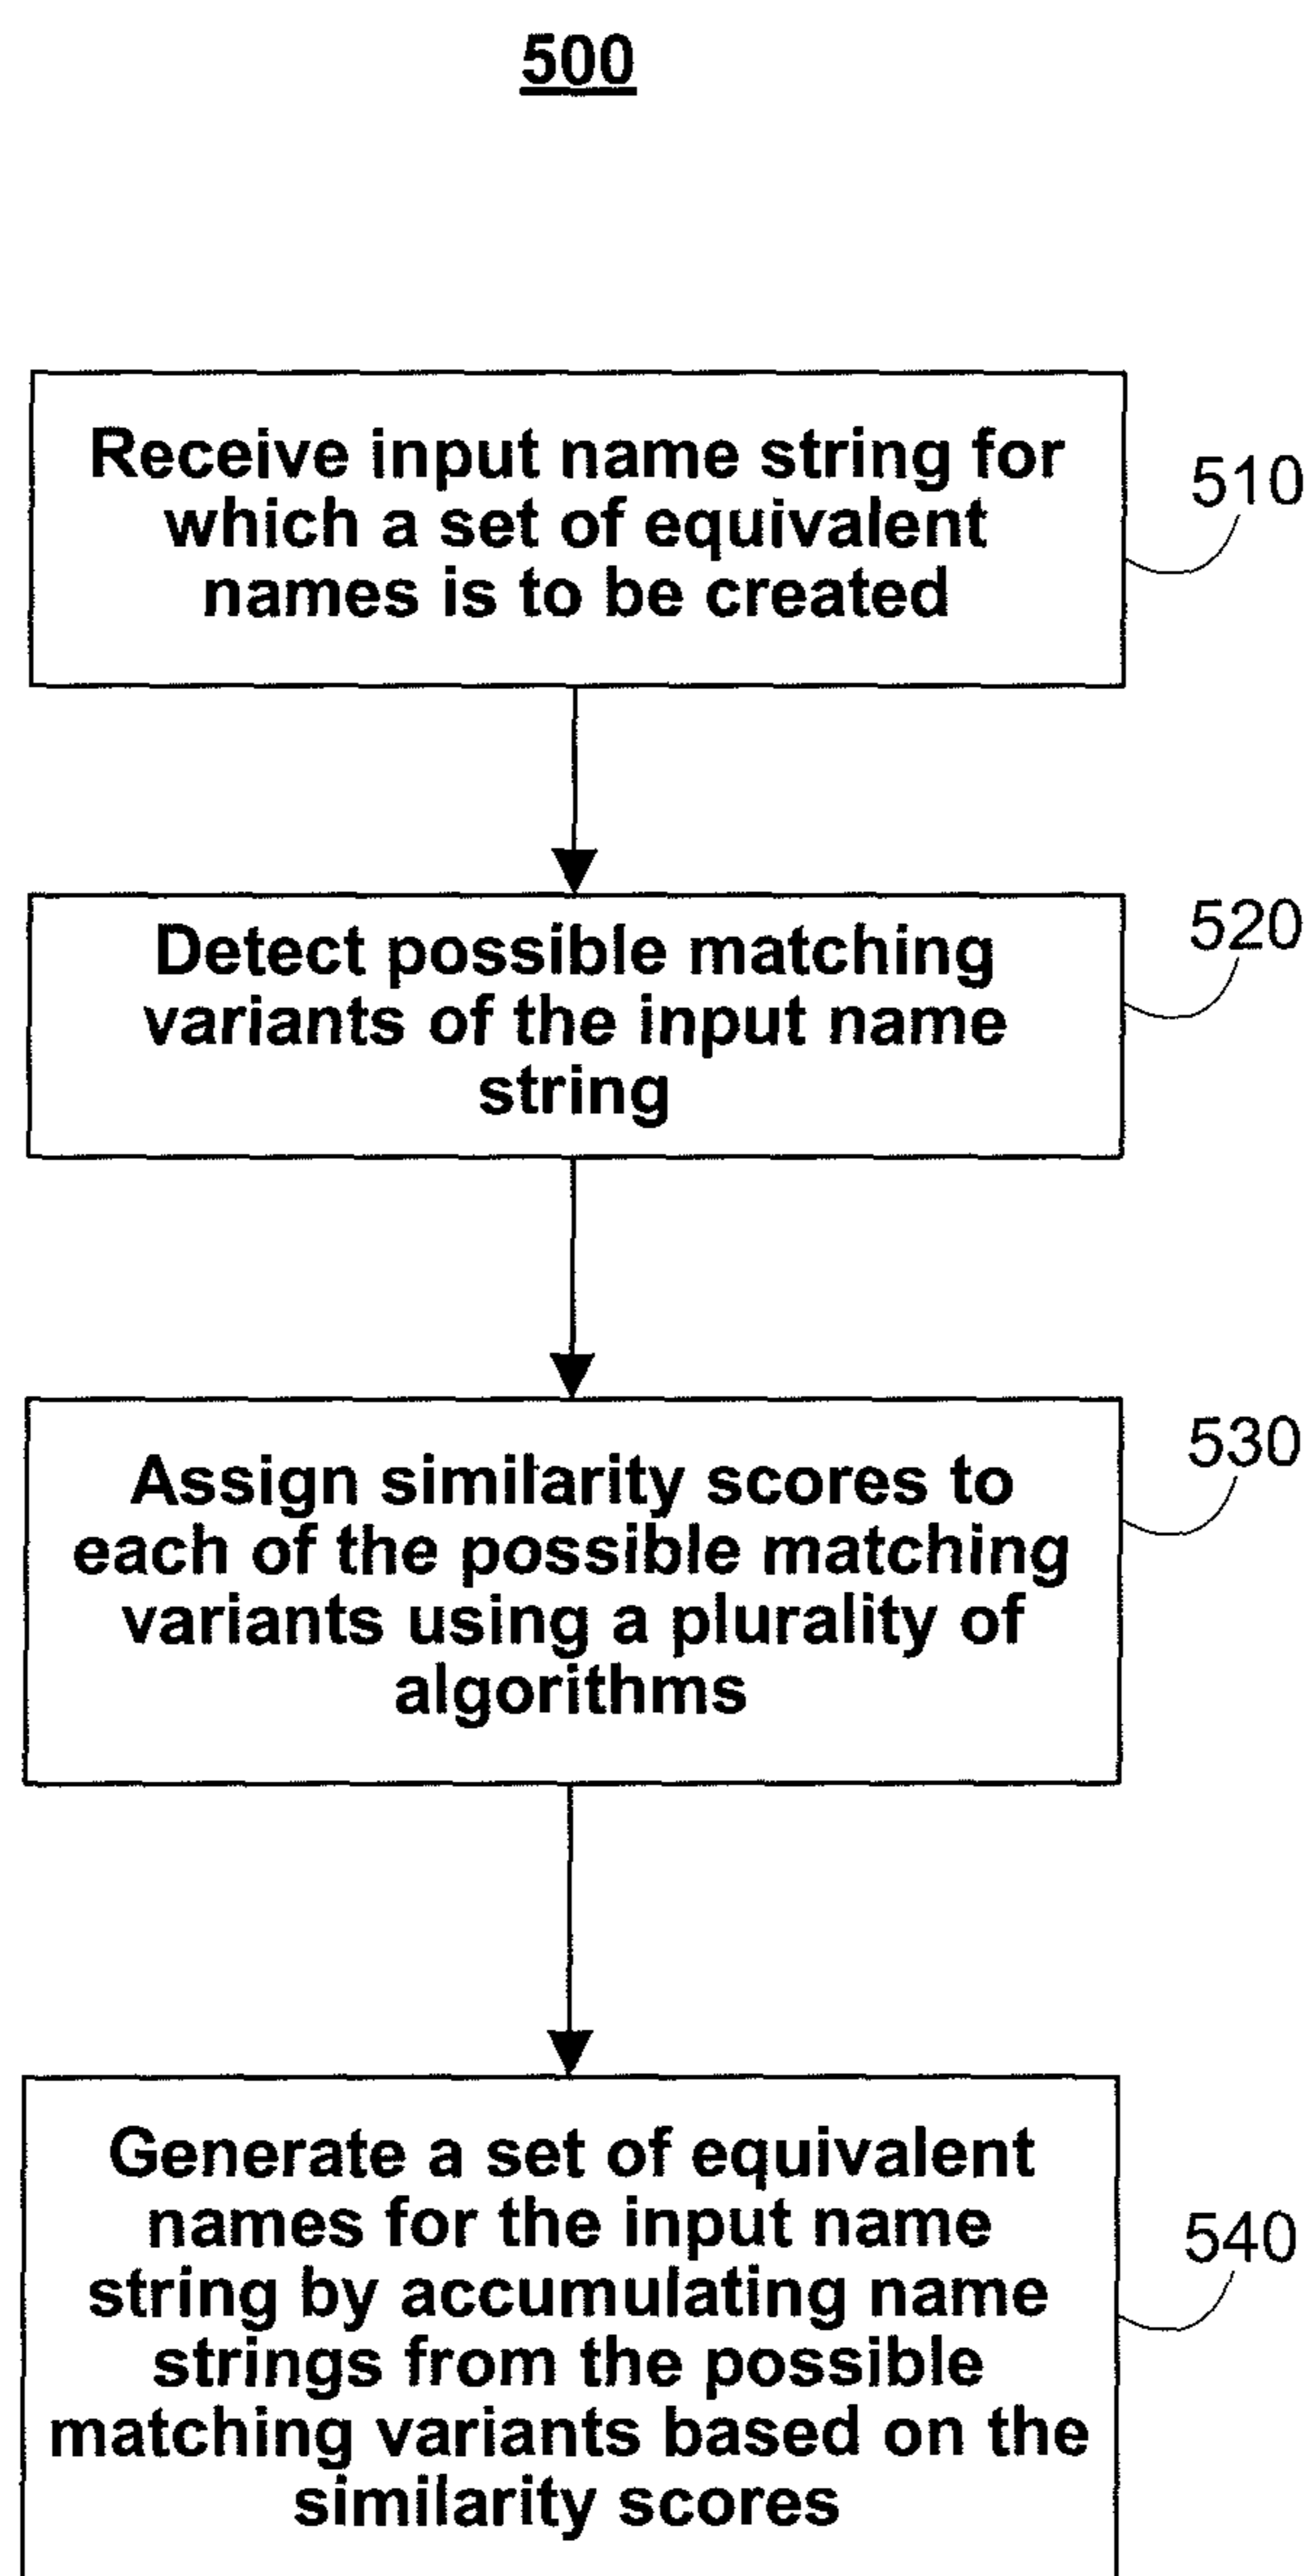 500
Receive input name string for
which a set of equivalent
names is to be created
510
Detect possible matching
variants of the input name
string
520
Assign similarity scores to
each of the possible matching
variants using a plurality of
algorithms
530
Generate a set of equivalent
names for the input name
string by accumulating name
strings from the possible
matching variants based on the
similarity scores
540